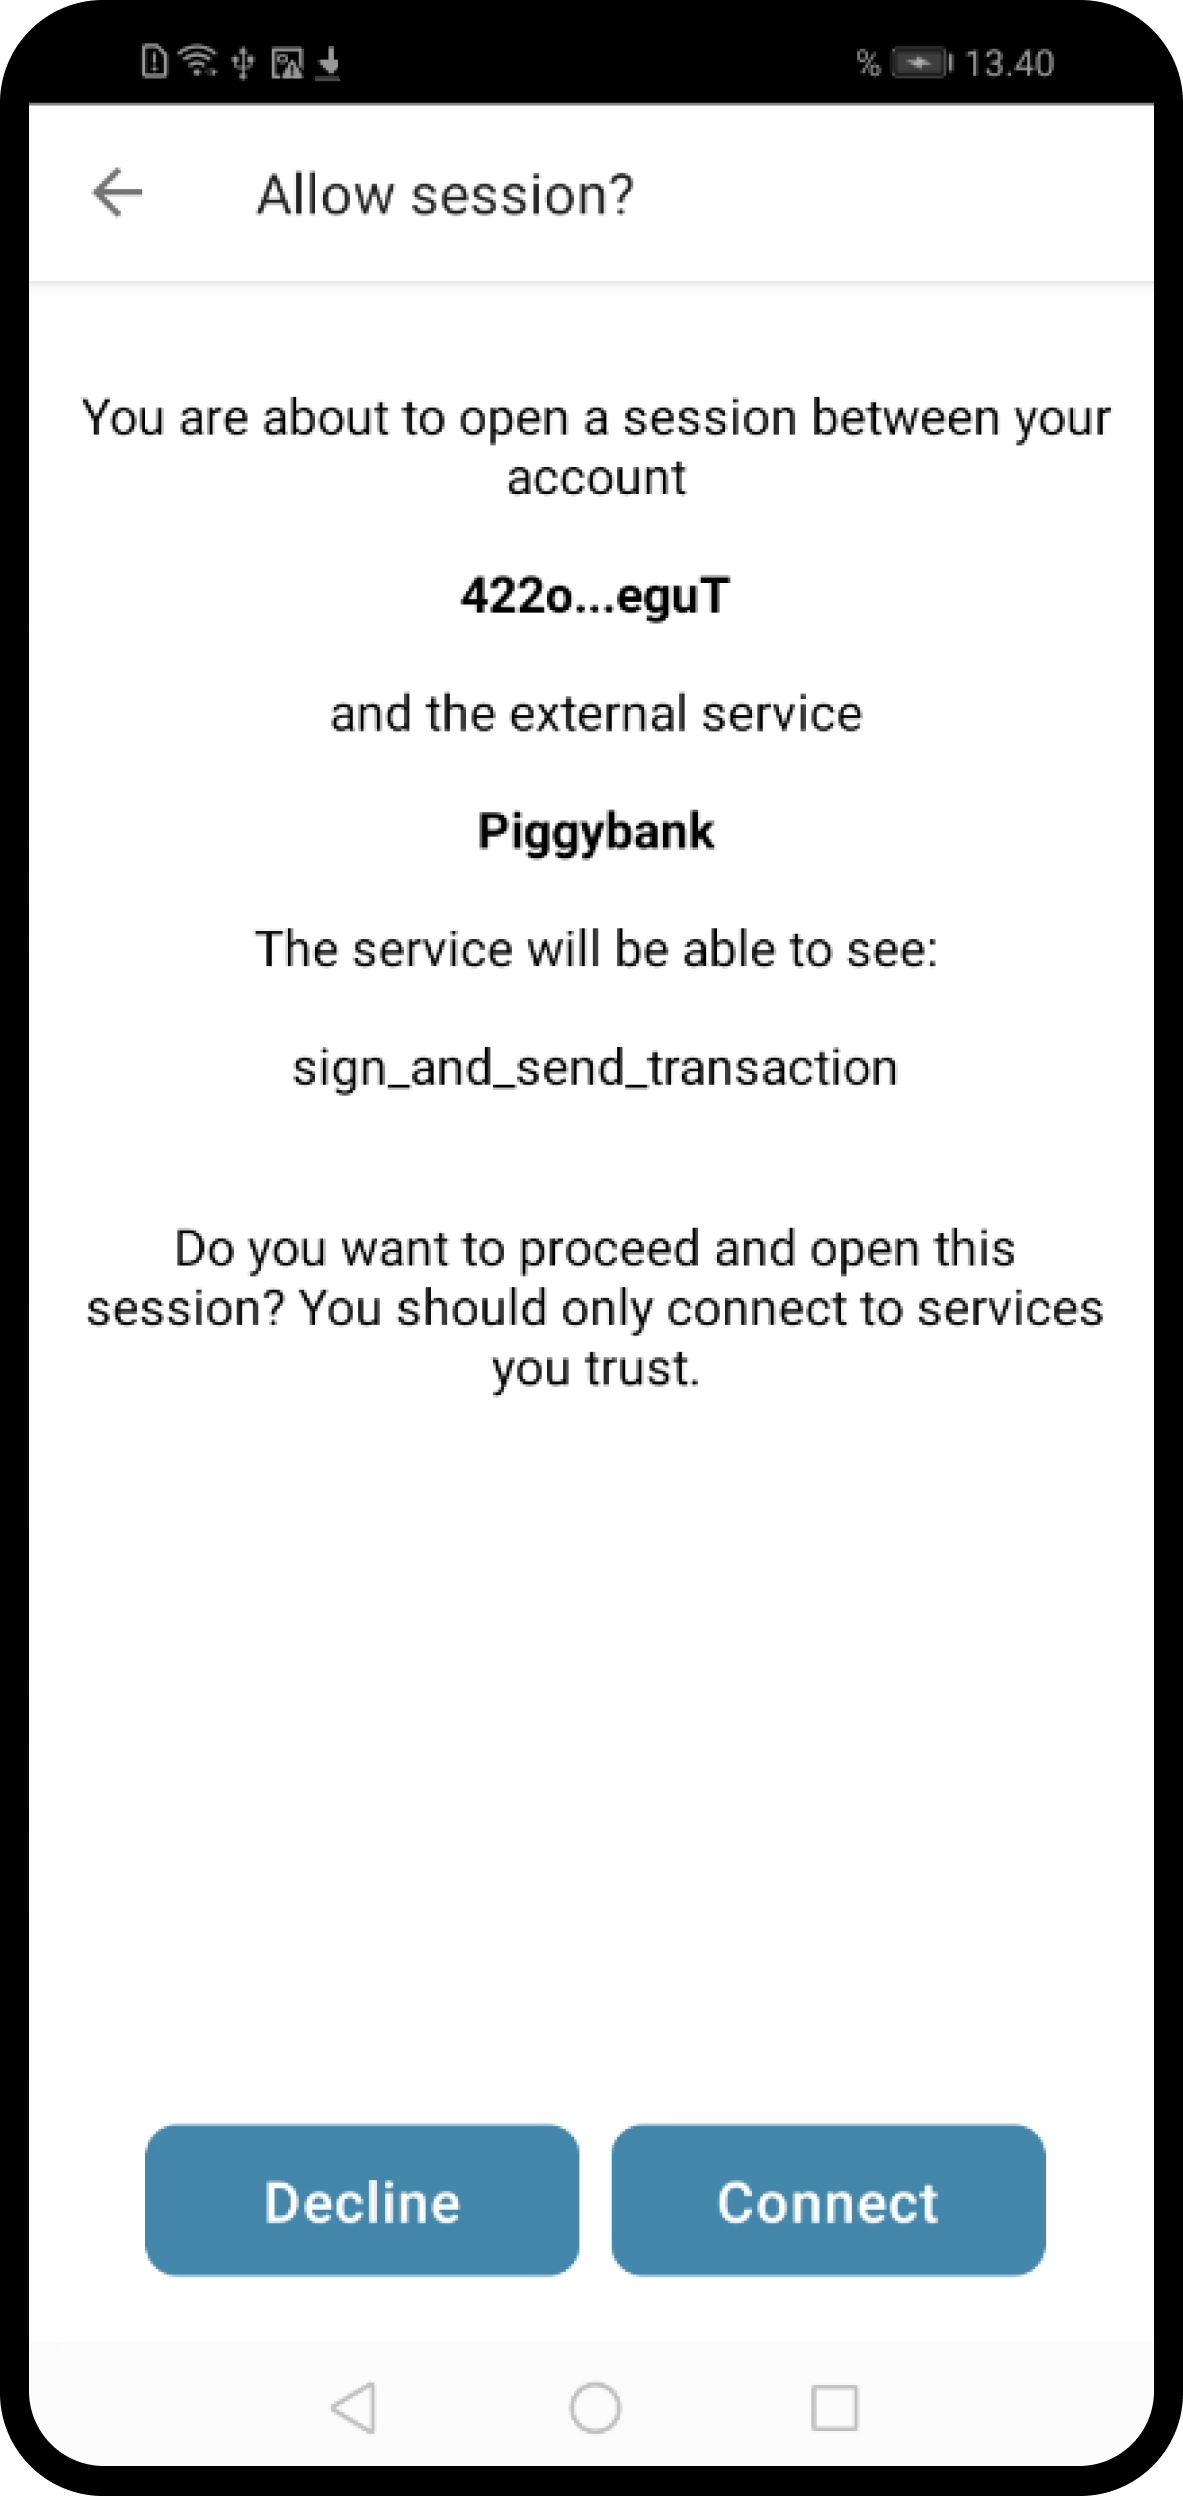 % 13.40
Allow session?
You are about to open a session between your
account
422o...eguT
and the external service
Piggybank
The service will be able to see:
sign_and_send_transaction
Do you want to proceed and open this
session? You should only connect to services
you trust.
Decline Connect